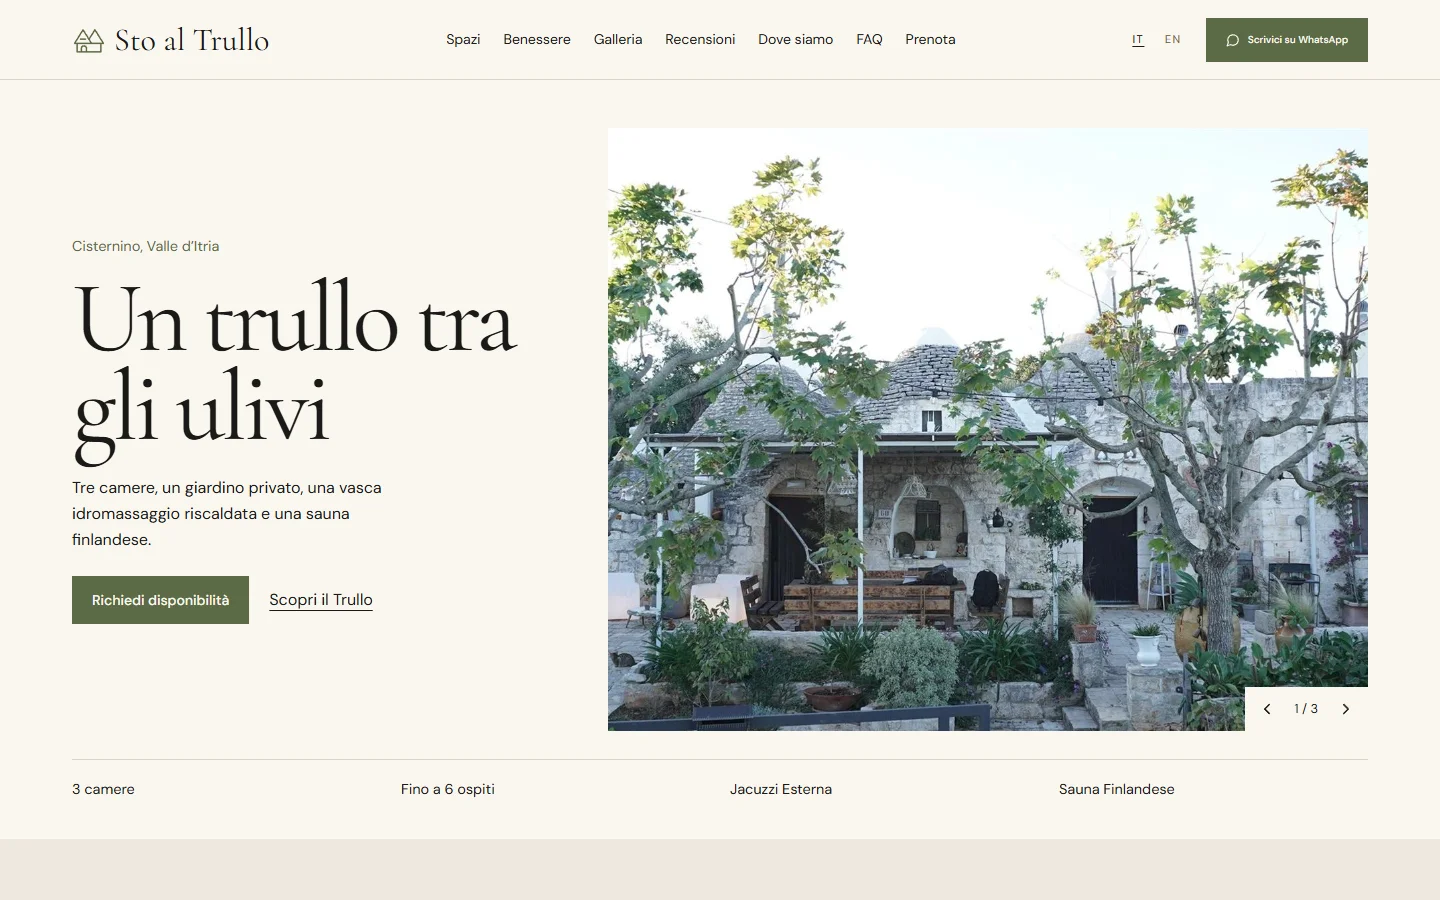 Sto al Trullo
Spazi
Benessere
Galleria
Recensioni
Dove siamo
FAQ
Prenota
IT
EN
Scrivici su WhatsApp
Cisternino, Valle d’Itria
Un trullo tra
gli ulivi
Tre camere, un giardino privato, una vasca
idromassaggio riscaldata e una sauna
finlandese.
Richiedi disponibilità
Scopri il Trullo
1 / 3
3 camere
Fino a 6 ospiti
Jacuzzi Esterna
Sauna Finlandese